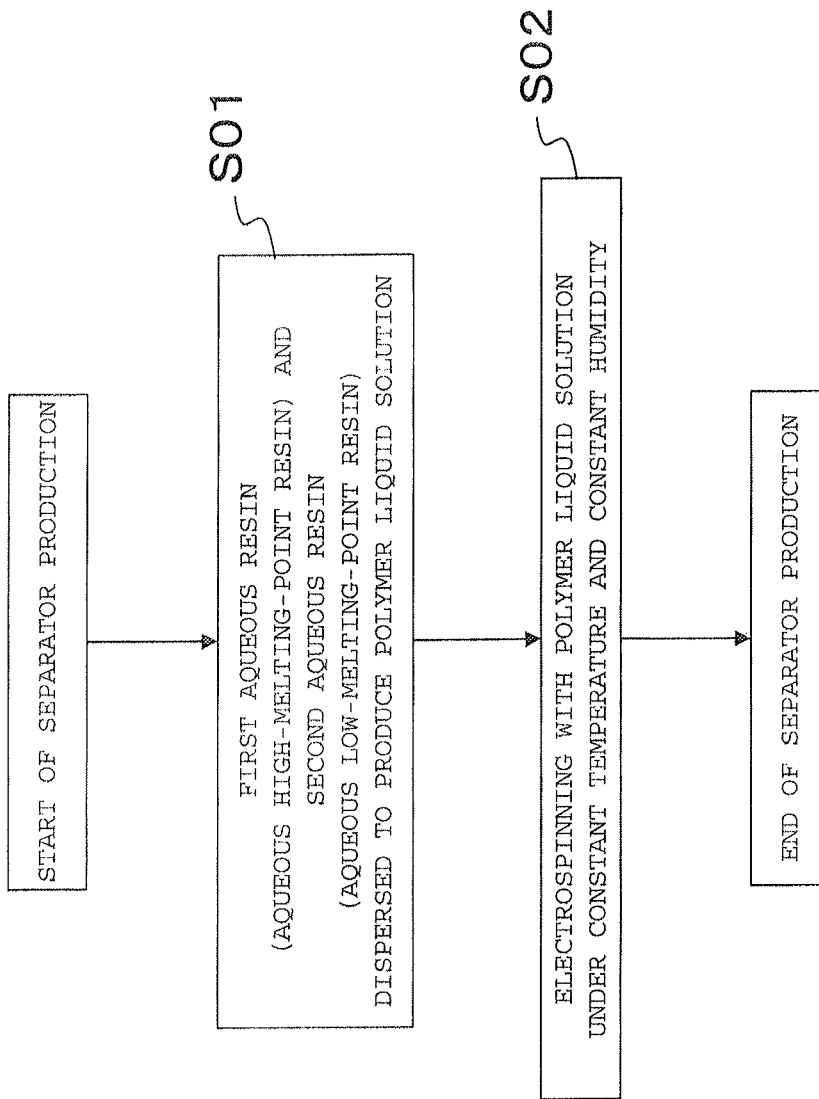 START OF SEPARATOR PRODUCTION
S01
FIRST AQUEOUS RESIN
(AQUEOUS HIGH-MELTING-POINT RESIN) AND
SECOND AQUEOUS RESIN
(AQUEOUS LOW-MELTING-POINT RESIN)
DISPERSED TO PRODUCE POLYMER LIQUID SOLUTION
S02
ELECTROSPINNING WITH POLYMER LIQUID SOLUTION
UNDER CONSTANT TEMPERATURE AND CONSTANT HUMIDITY
END OF SEPARATOR PRODUCTION